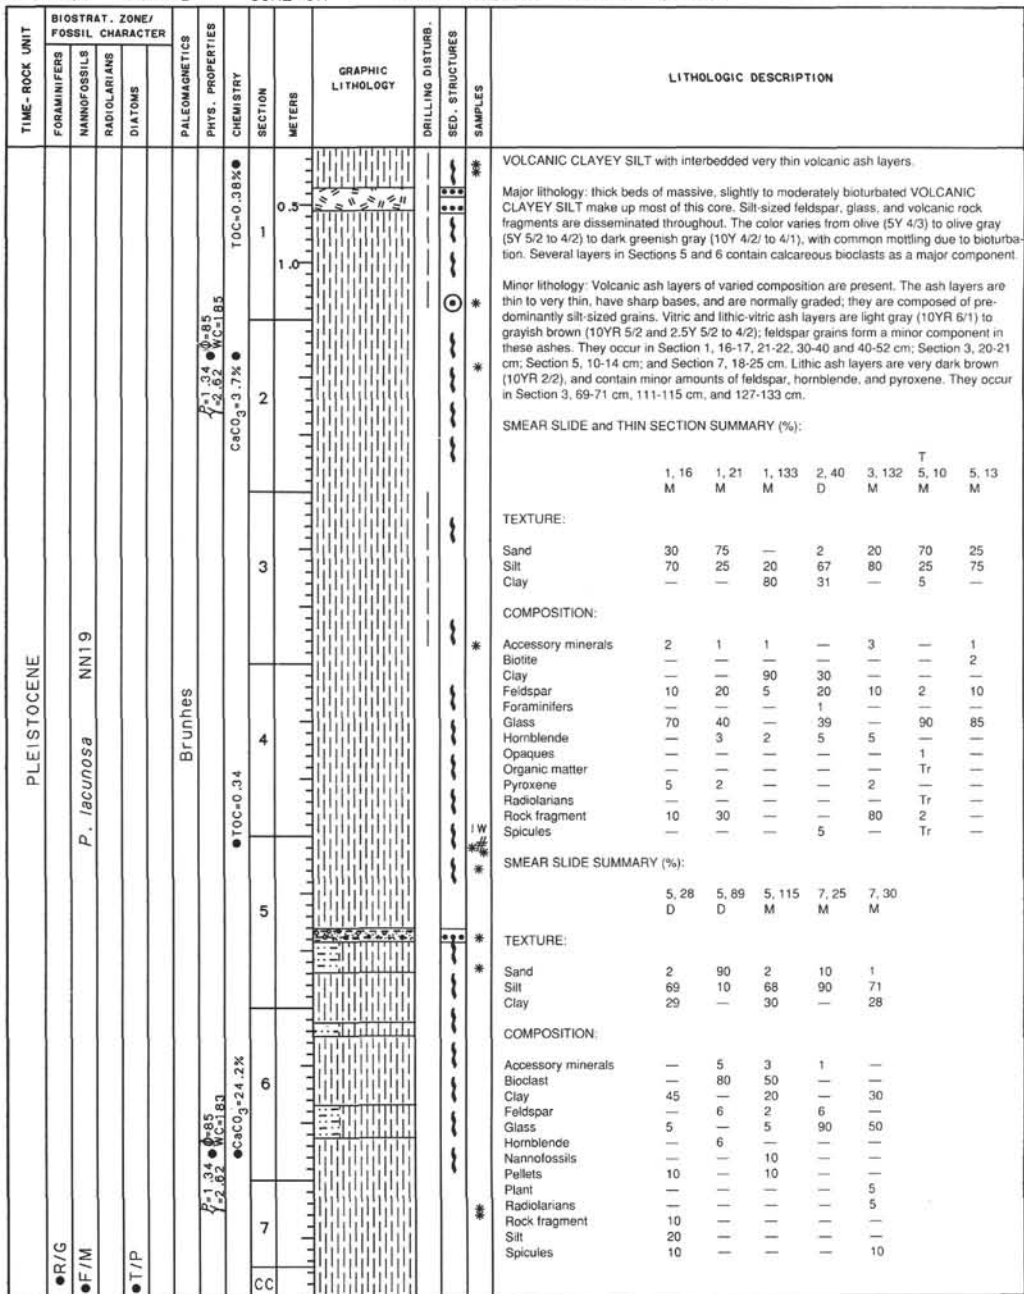 TIME-ROCK UNIT
BIOSTRAT. ZONE/
FOSSIL CHARACTER
FORAMINIFERS
NANNOFOSSILS
RADIOLARIANS
DIATOMS
PALEOMAGNETICS
PHYS. PROPERTIES
CHEMISTRY
SECTION
METERS
GRAPHIC
LITHOLOGY
DRILLING DISTURB.
SED. STRUCTURES
SAMPLES
LITHOLOGIC DESCRIPTION
PLEISTOCENE
P. lacunosa NN19
●R/G
●F/M
●T/P
Brunhes
ρ=1.34 ●Φ=85
γ=2.62 WC=185
ρ=1.34 ●Φ=85
γ=2.62 WC=183
TOC=0.38%●
CaCO₃=3.7% ●
●TOC=0.34
●CaCO₃=24.2%
1
2
3
4
5
6
7
CC
0.5
1.0
IW
VOLCANIC CLAYEY SILT with interbedded very thin volcanic ash layers.
Major lithology: thick beds of massive, slightly to moderately bioturbated VOLCANIC
CLAYEY SILT make up most of this core. Silt-sized feldspar, glass, and volcanic rock
fragments are disseminated throughout. The color varies from olive (5Y 4/3) to olive gray
(5Y 5/2 to 4/2) to dark greenish gray (10Y 4/2/ to 4/1), with common mottling due to bioturba-
tion. Several layers in Sections 5 and 6 contain calcareous bioclasts as a major component.
Minor lithology: Volcanic ash layers of varied composition are present. The ash layers are
thin to very thin, have sharp bases, and are normally graded; they are composed of pre-
dominantly silt-sized grains. Vitric and lithic-vitric ash layers are light gray (10YR 6/1) to
grayish brown (10YR 5/2 and 2.5Y 5/2 to 4/2); feldspar grains form a minor component in
these ashes. They occur in Section 1, 16-17, 21-22, 30-40 and 40-52 cm; Section 3, 20-21
cm; Section 5, 10-14 cm; and Section 7, 18-25 cm. Lithic ash layers are very dark brown
(10YR 2/2), and contain minor amounts of feldspar, hornblende, and pyroxene. They occur
in Section 3, 69-71 cm, 111-115 cm, and 127-133 cm.
SMEAR SLIDE and THIN SECTION SUMMARY (%):
T
1, 16 1, 21 1, 133 2, 40 3, 132 5, 10 5, 13
M M M D M M M
TEXTURE:
Sand 30 75 — 2 20 70 25
Silt 70 25 20 67 80 25 75
Clay — — 80 31 — 5 —
COMPOSITION:
Accessory minerals 2 1 1 — 3 — 1
Biotite — — — — — — 2
Clay — — 90 30 — — —
Feldspar 10 20 5 20 10 2 10
Foraminifers — — — 1 — — —
Glass 70 40 — 39 — 90 85
Hornblende — 3 2 5 5 — —
Opaques — — — — — 1 —
Organic matter — — — — — Tr —
Pyroxene 5 2 — — 2 — —
Radiolarians — — — — — Tr —
Rock fragment 10 30 — — 80 2 —
Spicules — — — 5 — Tr —
SMEAR SLIDE SUMMARY (%):
5, 28 5, 89 5, 115 7, 25 7, 30
D D M M M
TEXTURE:
Sand 2 90 2 10 1
Silt 69 10 68 90 71
Clay 29 — 30 — 28
COMPOSITION:
Accessory minerals — 5 3 1 —
Bioclast — 80 50 — —
Clay 45 — 20 — 30
Feldspar — 6 2 6 —
Glass 5 — 5 90 50
Hornblende — 6 — — —
Nannofossils — — 10 — —
Pellets 10 — 10 — —
Plant — — — — 5
Radiolarians — — — — 5
Rock fragment 10 — — — —
Silt 20 — — — —
Spicules 10 — — — 10